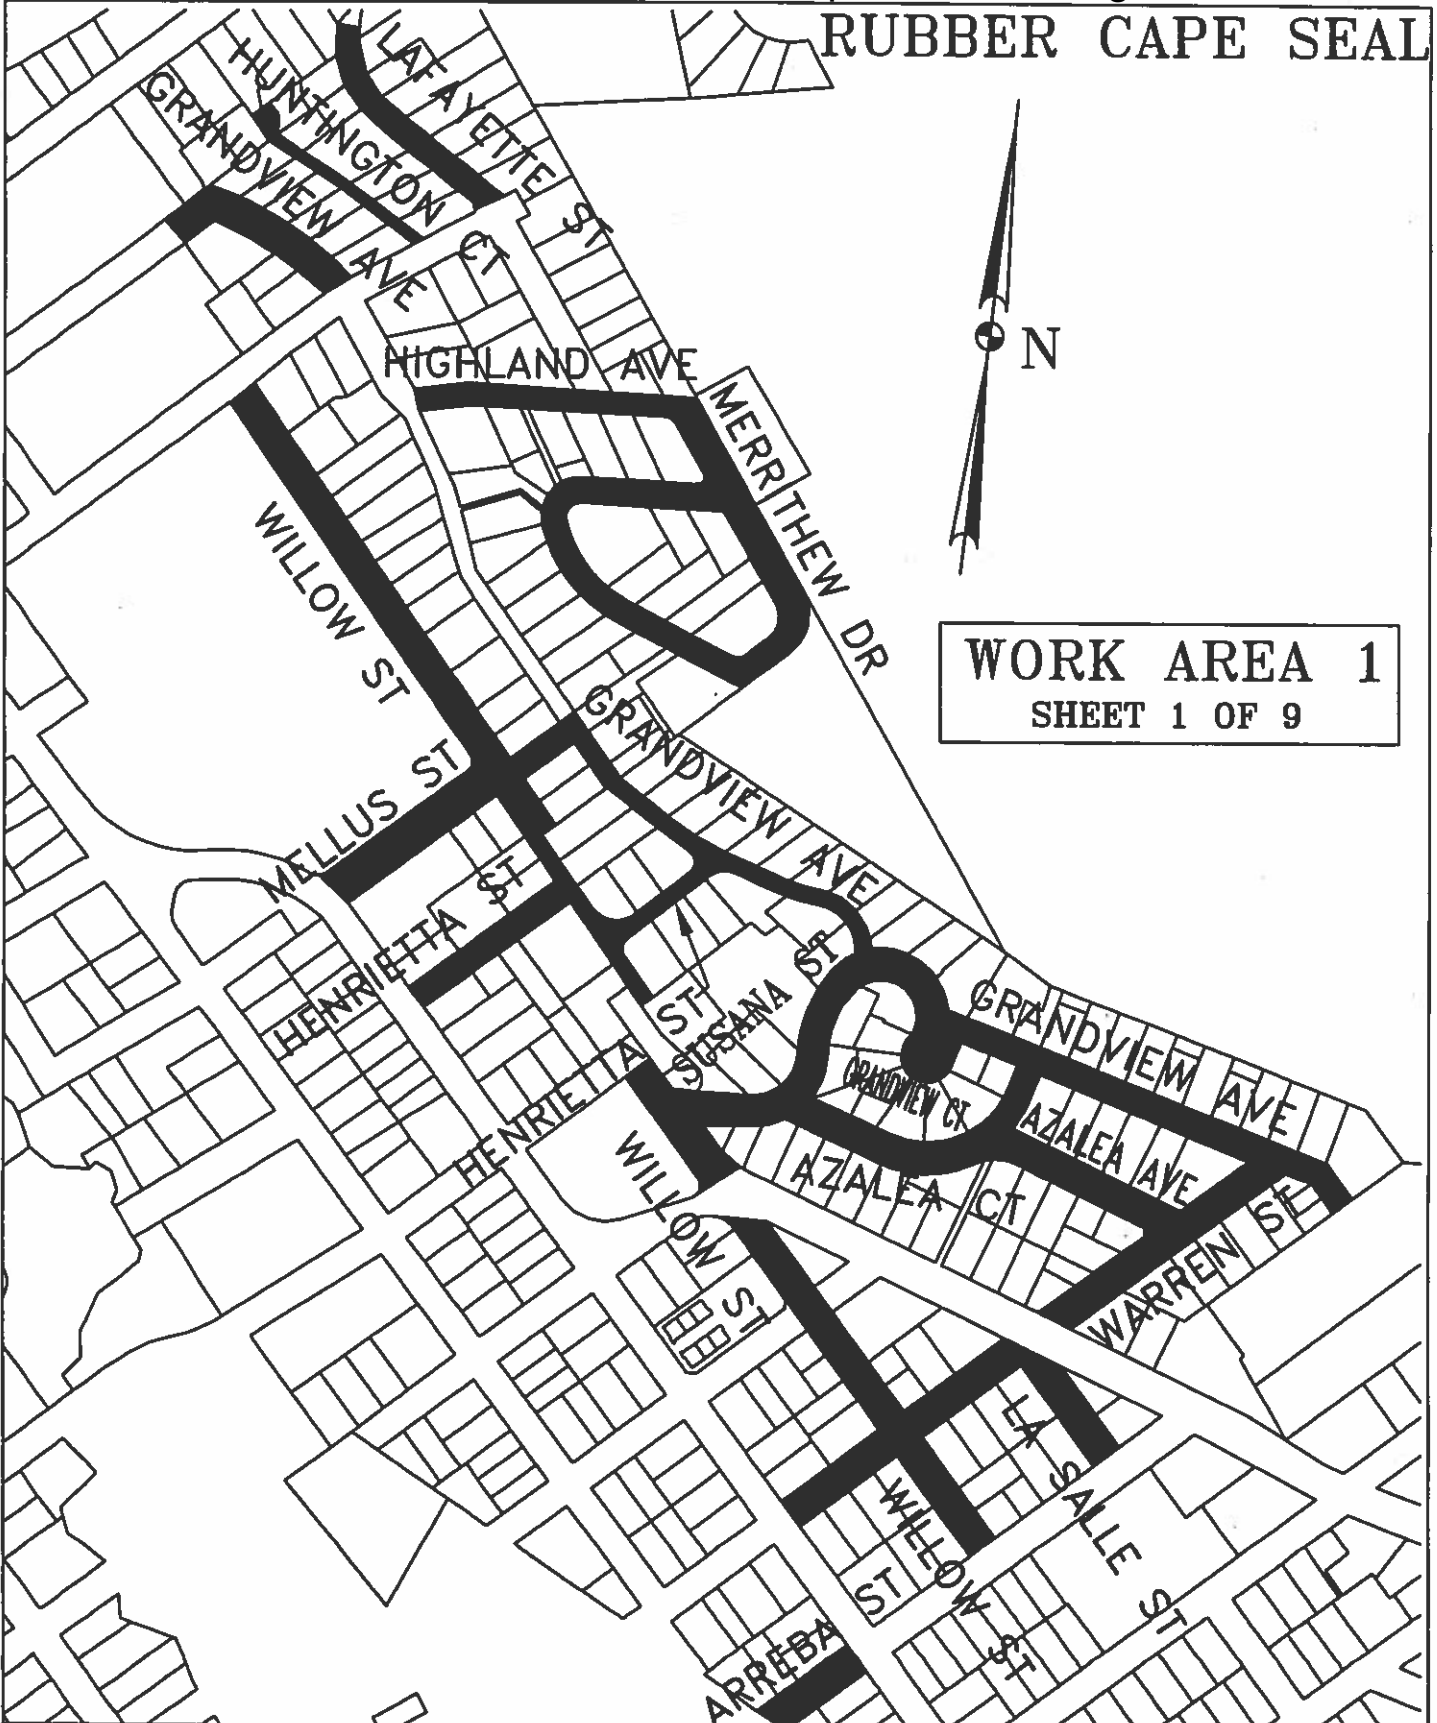 RUBBER CAPE SEAL
LAFAYETTE ST
HUNTINGTON CT
GRANDVIEW AVE
N
HIGHLAND AVE
MERRITHEW DR
WILLOW ST
WORK AREA 1
SHEET 1 OF 9
GRANDVIEW AVE
MELLUS ST
HENRIETTA ST
SUSANA ST
GRANDVIEW AVE
HENRIETTA ST
GRANDVIEW CT
AZALEA AVE
AZALEA CT
WILLOW ST
WARREN ST
LA SALLE ST
WILLOW ST
ARREBA ST